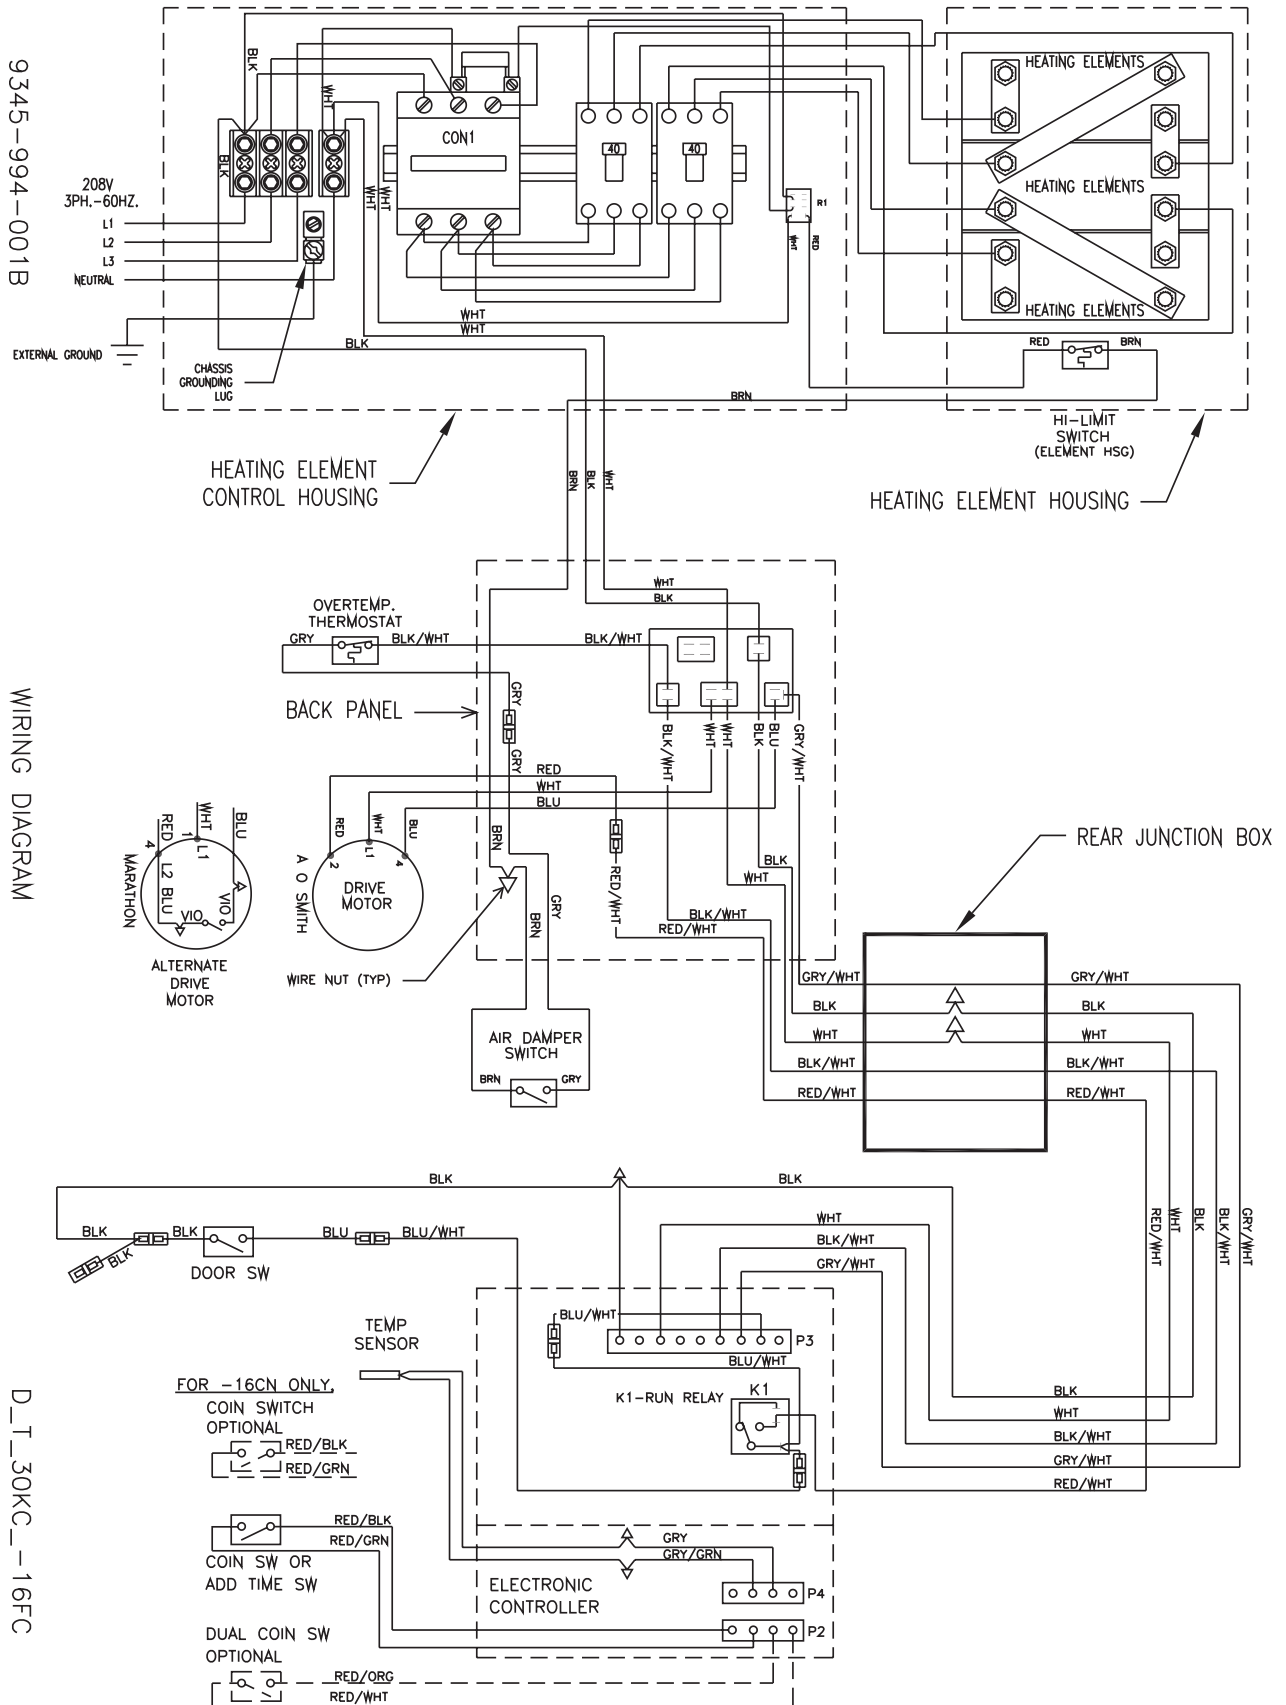 9345-994-001B
WIRING DIAGRAM
D_T_30KC_-16FC
BLK
WHT
BLK
CON1
40
40
WHT
WHT
R1
WHT
RED
208V
3PH.-60HZ.
L1
L2
L3
NEUTRAL
EXTERNAL GROUND
CHASSIS
GROUNDING
LUG
WHT
WHT
BLK
HEATING ELEMENTS
HEATING ELEMENTS
HEATING ELEMENTS
RED
BRN
BRN
HI-LIMIT
SWITCH
(ELEMENT HSG)
HEATING ELEMENT
CONTROL HOUSING
HEATING ELEMENT HOUSING
BRN
BLK
WHT
WHT
BLK
OVERTEMP.
THERMOSTAT
GRY
BLK/WHT
BLK/WHT
BACK PANEL
GRY
GRY
BLK/WHT
WHT
WHT
BLK
BLU
GRY/WHT
RED
WHT
BLU
RED
WHT
BLU
2
L1
4
DRIVE
MOTOR
A O SMITH
RED
WHT
BLU
4
1
L1
L2
BLU
VIO
VIO
MARATHON
ALTERNATE
DRIVE
MOTOR
BRN
BRN
GRY
WIRE NUT (TYP)
BLK
WHT
RED/WHT
BLK/WHT
RED/WHT
REAR JUNCTION BOX
GRY/WHT
GRY/WHT
BLK
BLK
WHT
WHT
BLK/WHT
BLK/WHT
RED/WHT
RED/WHT
AIR DAMPER
SWITCH
BRN
GRY
BLK
BLK
BLK
BLK
BLK
DOOR SW
BLU
BLU/WHT
WHT
BLK/WHT
GRY/WHT
RED/WHT
WHT
BLK
BLK/WHT
GRY/WHT
BLU/WHT
P3
BLU/WHT
K1-RUN RELAY
K1
TEMP
SENSOR
BLK
WHT
BLK/WHT
GRY/WHT
RED/WHT
FOR -16CN ONLY,
COIN SWITCH
OPTIONAL
RED/BLK
RED/GRN
RED/BLK
RED/GRN
COIN SW OR
ADD TIME SW
GRY
GRY/GRN
ELECTRONIC
CONTROLLER
P4
P2
DUAL COIN SW
OPTIONAL
RED/ORG
RED/WHT